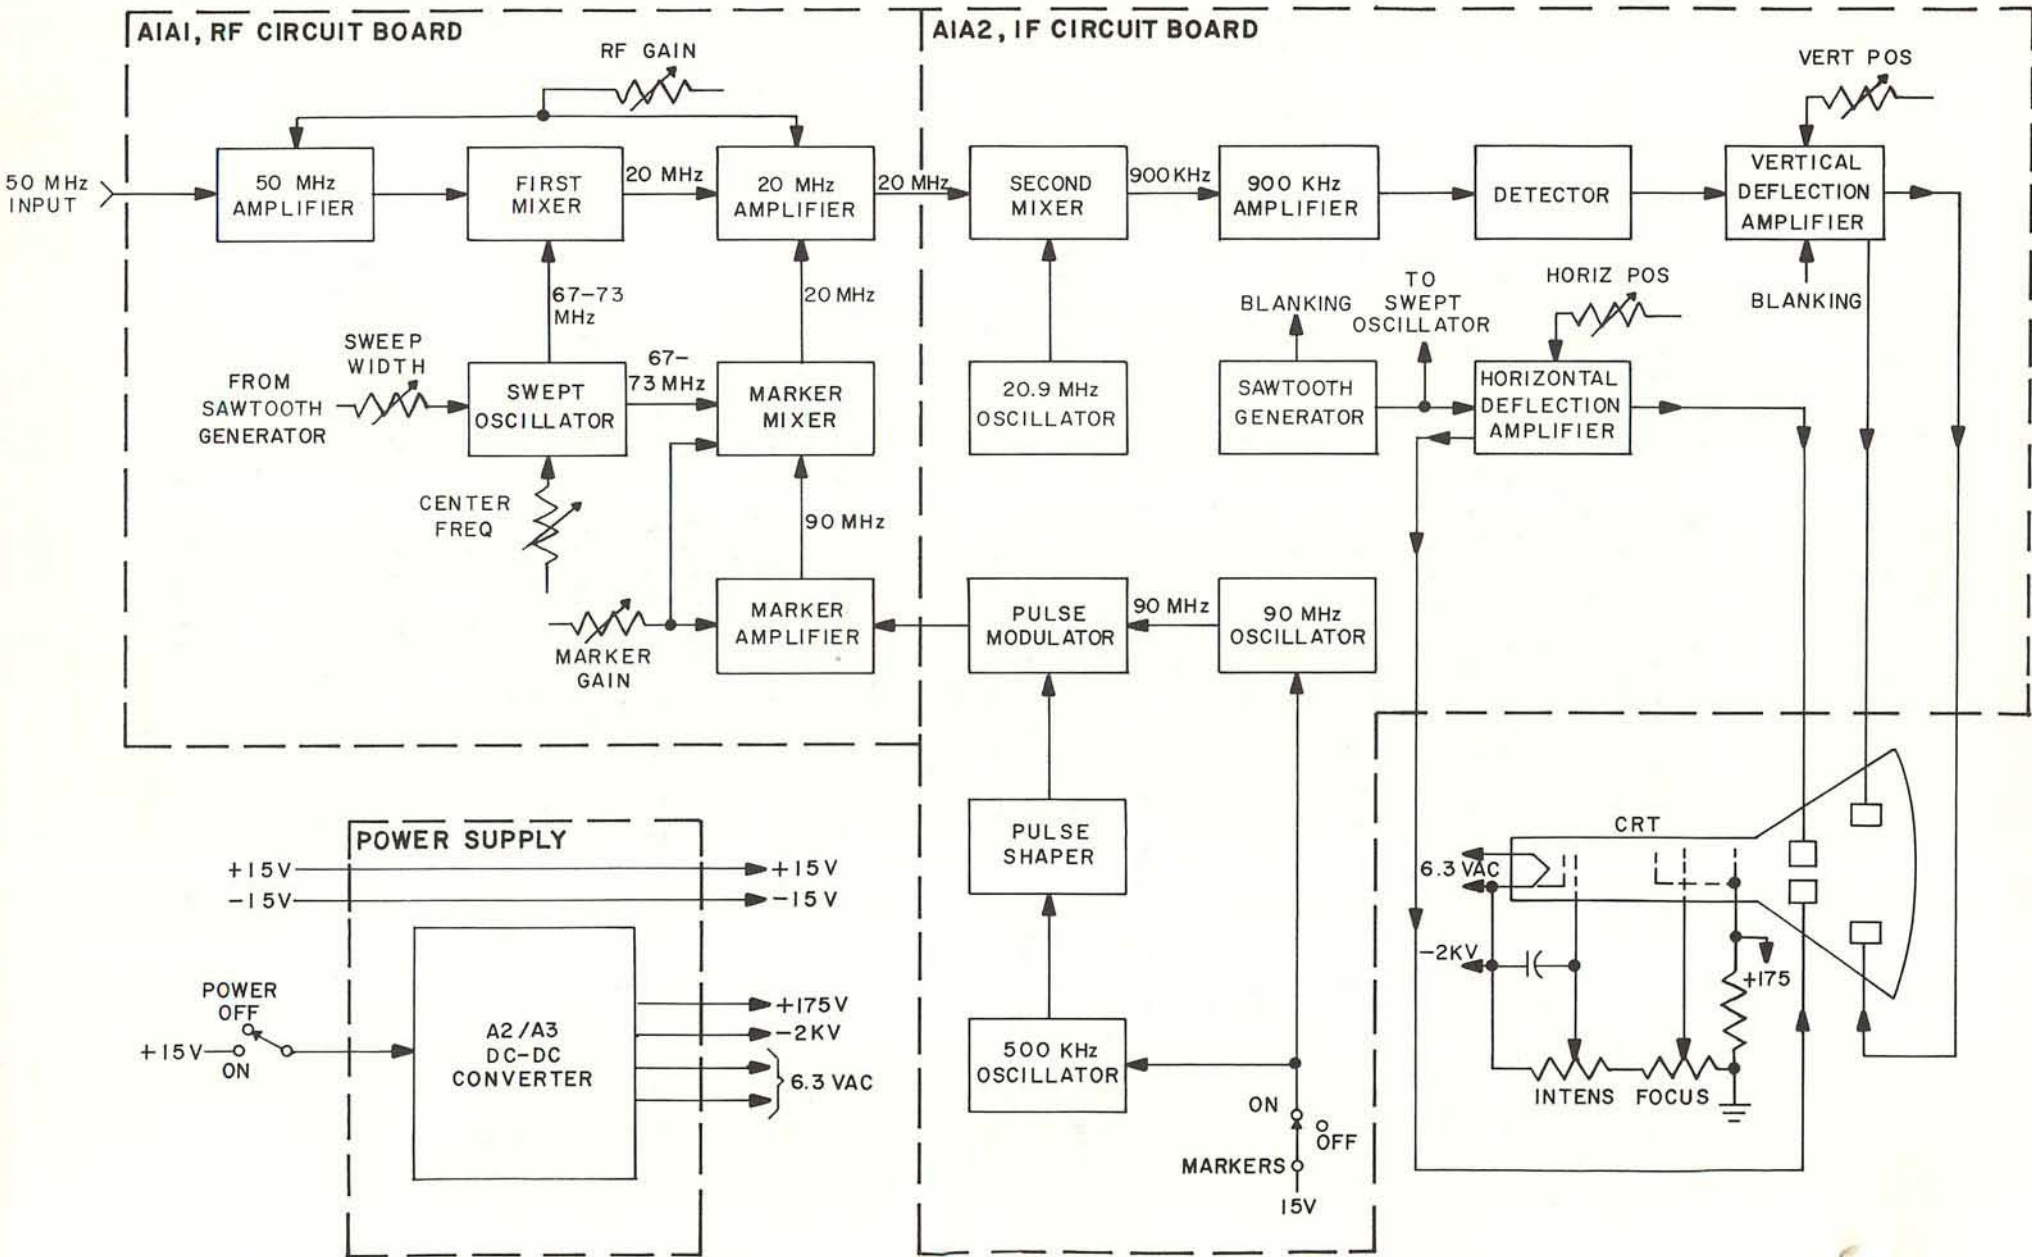 A1A1, RF CIRCUIT BOARD
RF GAIN
50 MHz
INPUT
50 MHz
AMPLIFIER
FIRST
MIXER
20 MHz
20 MHz
AMPLIFIER
20 MHz
67-73
MHz
20 MHz
SWEEP
WIDTH
FROM
SAWTOOTH
GENERATOR
SWEPT
OSCILLATOR
67-
73 MHz
MARKER
MIXER
CENTER
FREQ
90 MHz
MARKER
GAIN
MARKER
AMPLIFIER
A1A2, IF CIRCUIT BOARD
VERT POS
SECOND
MIXER
900 KHz
900 KHz
AMPLIFIER
DETECTOR
VERTICAL
DEFLECTION
AMPLIFIER
BLANKING
TO
SWEPT
OSCILLATOR
HORIZ POS
BLANKING
20.9 MHz
OSCILLATOR
SAWTOOTH
GENERATOR
HORIZONTAL
DEFLECTION
AMPLIFIER
PULSE
MODULATOR
90 MHz
90 MHz
OSCILLATOR
PULSE
SHAPER
500 KHz
OSCILLATOR
ON
OFF
MARKERS
15V
POWER SUPPLY
+15V
+15V
-15V
-15V
POWER
OFF
+15V
ON
A2/A3
DC-DC
CONVERTER
+175V
-2KV
6.3 VAC
CRT
6.3 VAC
-2KV
+175
INTENS
FOCUS